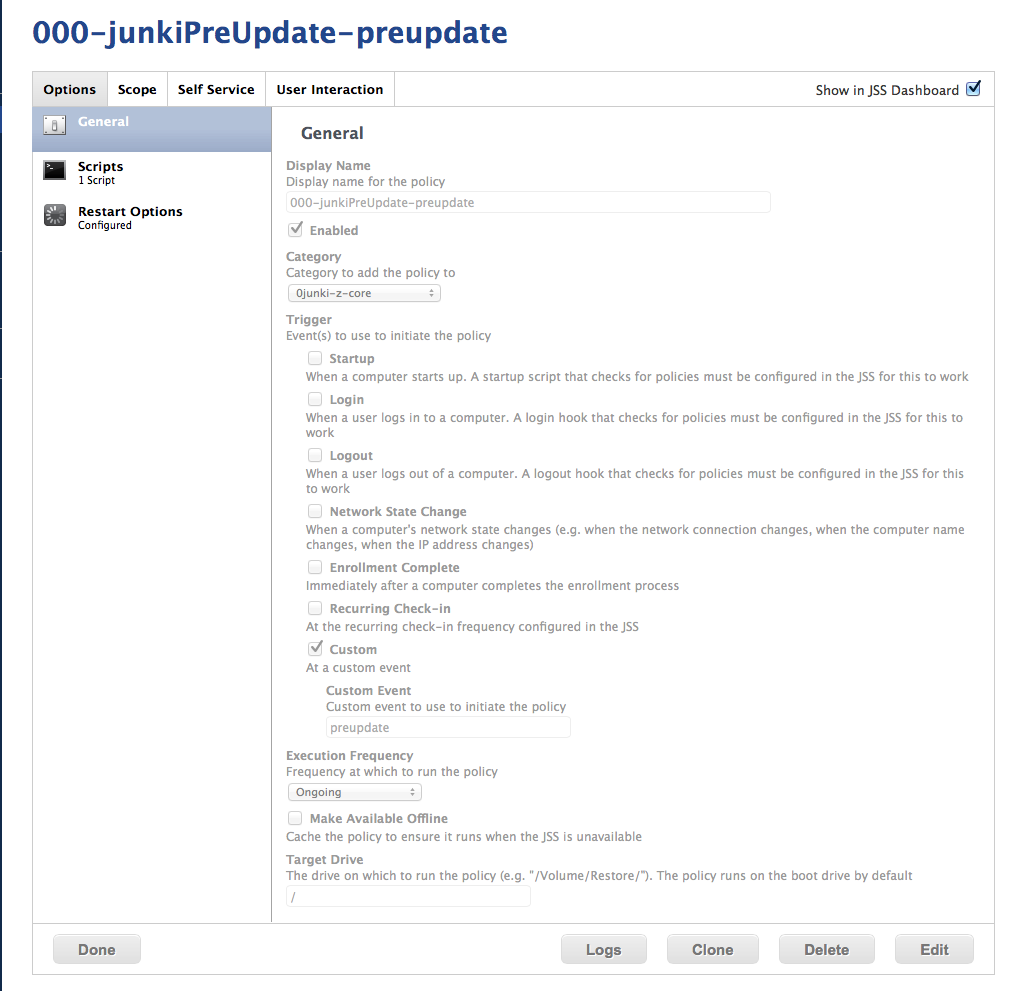 000-junkiPreUpdate-preupdate
Options Scope Self Service User Interaction Show in JSS Dashboard
General
Scripts
1 Script
Restart Options
Configured
General
Display Name
Display name for the policy
000-junkiPreUpdate-preupdate
Enabled
Category
Category to add the policy to
0junki-z-core
Trigger
Event(s) to use to initiate the policy
Startup
When a computer starts up. A startup script that checks for policies must be configured in the JSS for this to work
Login
When a user logs in to a computer. A login hook that checks for policies must be configured in the JSS for this to
work
Logout
When a user logs out of a computer. A logout hook that checks for policies must be configured in the JSS for this
to work
Network State Change
When a computer's network state changes (e.g. when the network connection changes, when the computer name
changes, when the IP address changes)
Enrollment Complete
Immediately after a computer completes the enrollment process
Recurring Check-in
At the recurring check-in frequency configured in the JSS
Custom
At a custom event
Custom Event
Custom event to use to initiate the policy
preupdate
Execution Frequency
Frequency at which to run the policy
Ongoing
Make Available Offline
Cache the policy to ensure it runs when the JSS is unavailable
Target Drive
The drive on which to run the policy (e.g. "/Volume/Restore/"). The policy runs on the boot drive by default
/
Done Logs Clone Delete Edit